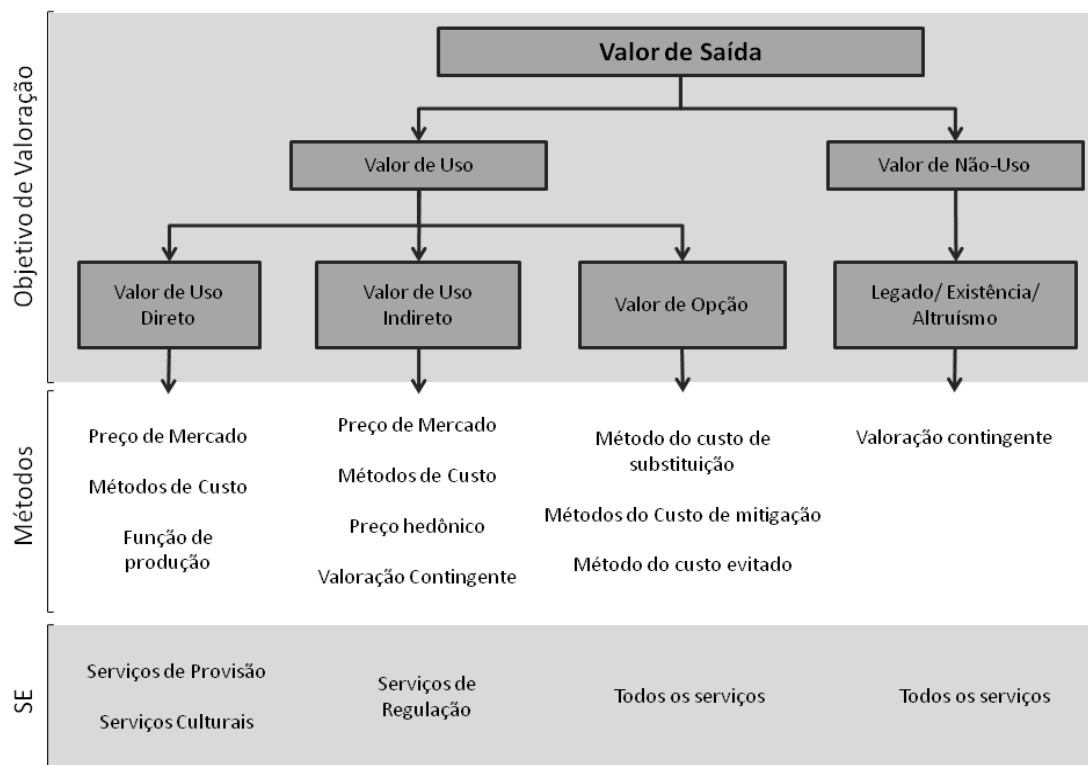 Objetivo de Valoração
Valor de Saída
Valor de Uso
Valor de Não-Uso
Valor de Uso
Direto
Valor de Uso
Indireto
Valor de Opção
Legado/ Existência/
Altruísmo
Métodos
Preço de Mercado
Métodos de Custo
Função de
produção
Preço de Mercado
Métodos de Custo
Preço hedônico
Valoração Contingente
Método do custo de
substituição
Métodos do Custo de mitigação
Método do custo evitado
Valoração contingente
SE
Serviços de Provisão
Serviços Culturais
Serviços de
Regulação
Todos os serviços
Todos os serviços